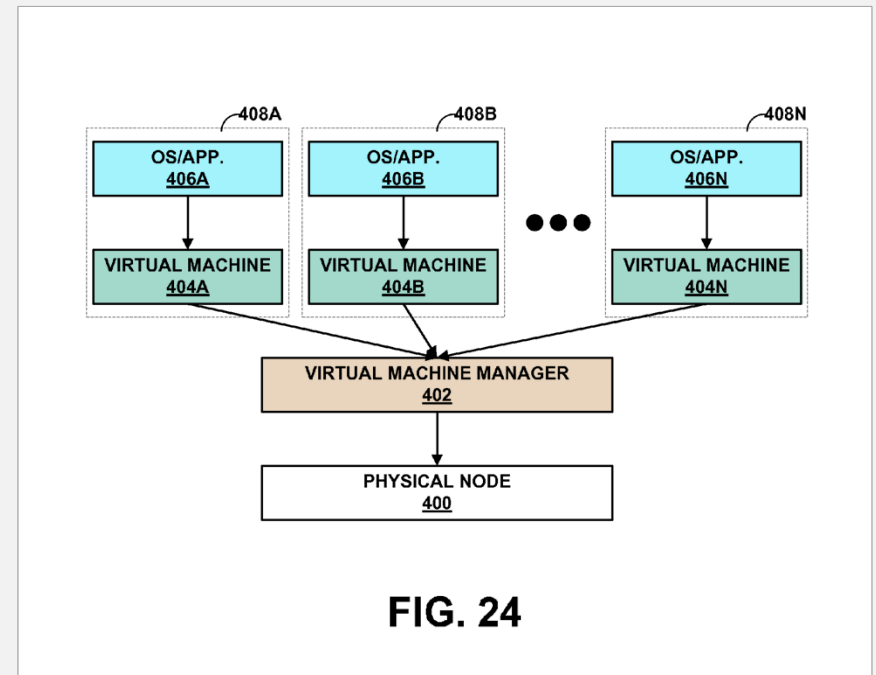 408A
408B
408N
OS/APP.
406A
OS/APP.
406B
OS/APP.
406N
VIRTUAL MACHINE
404A
VIRTUAL MACHINE
404B
VIRTUAL MACHINE
404N
VIRTUAL MACHINE MANAGER
402
PHYSICAL NODE
400
FIG. 24